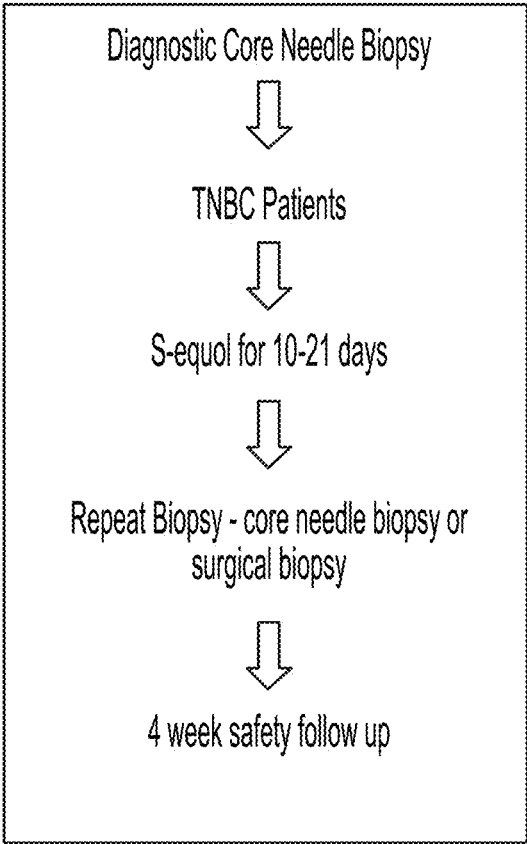 Diagnostic Core Needle Biopsy
TNBC Patients
S-equol for 10-21 days
Repeat Biopsy - core needle biopsy or
surgical biopsy
4 week safety follow up